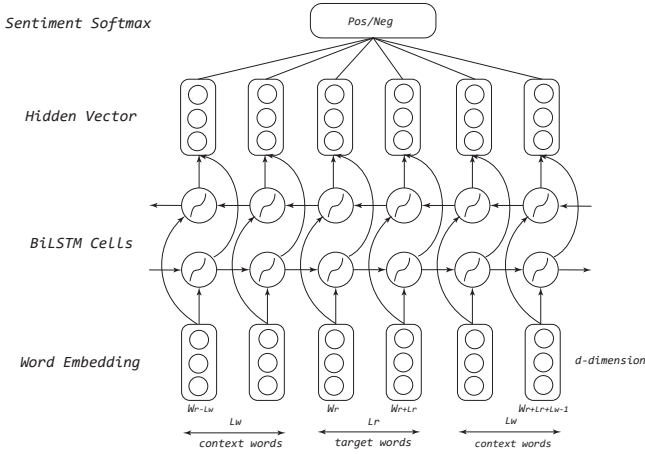 Sentiment Softmax
Pos/Neg
Hidden Vector
BiLSTM Cells
Word Embedding
d-dimension
Wr-Lw Wr Wr+Lr Wr+Lr+Lw-1
Lw Lr Lw
context words target words context words